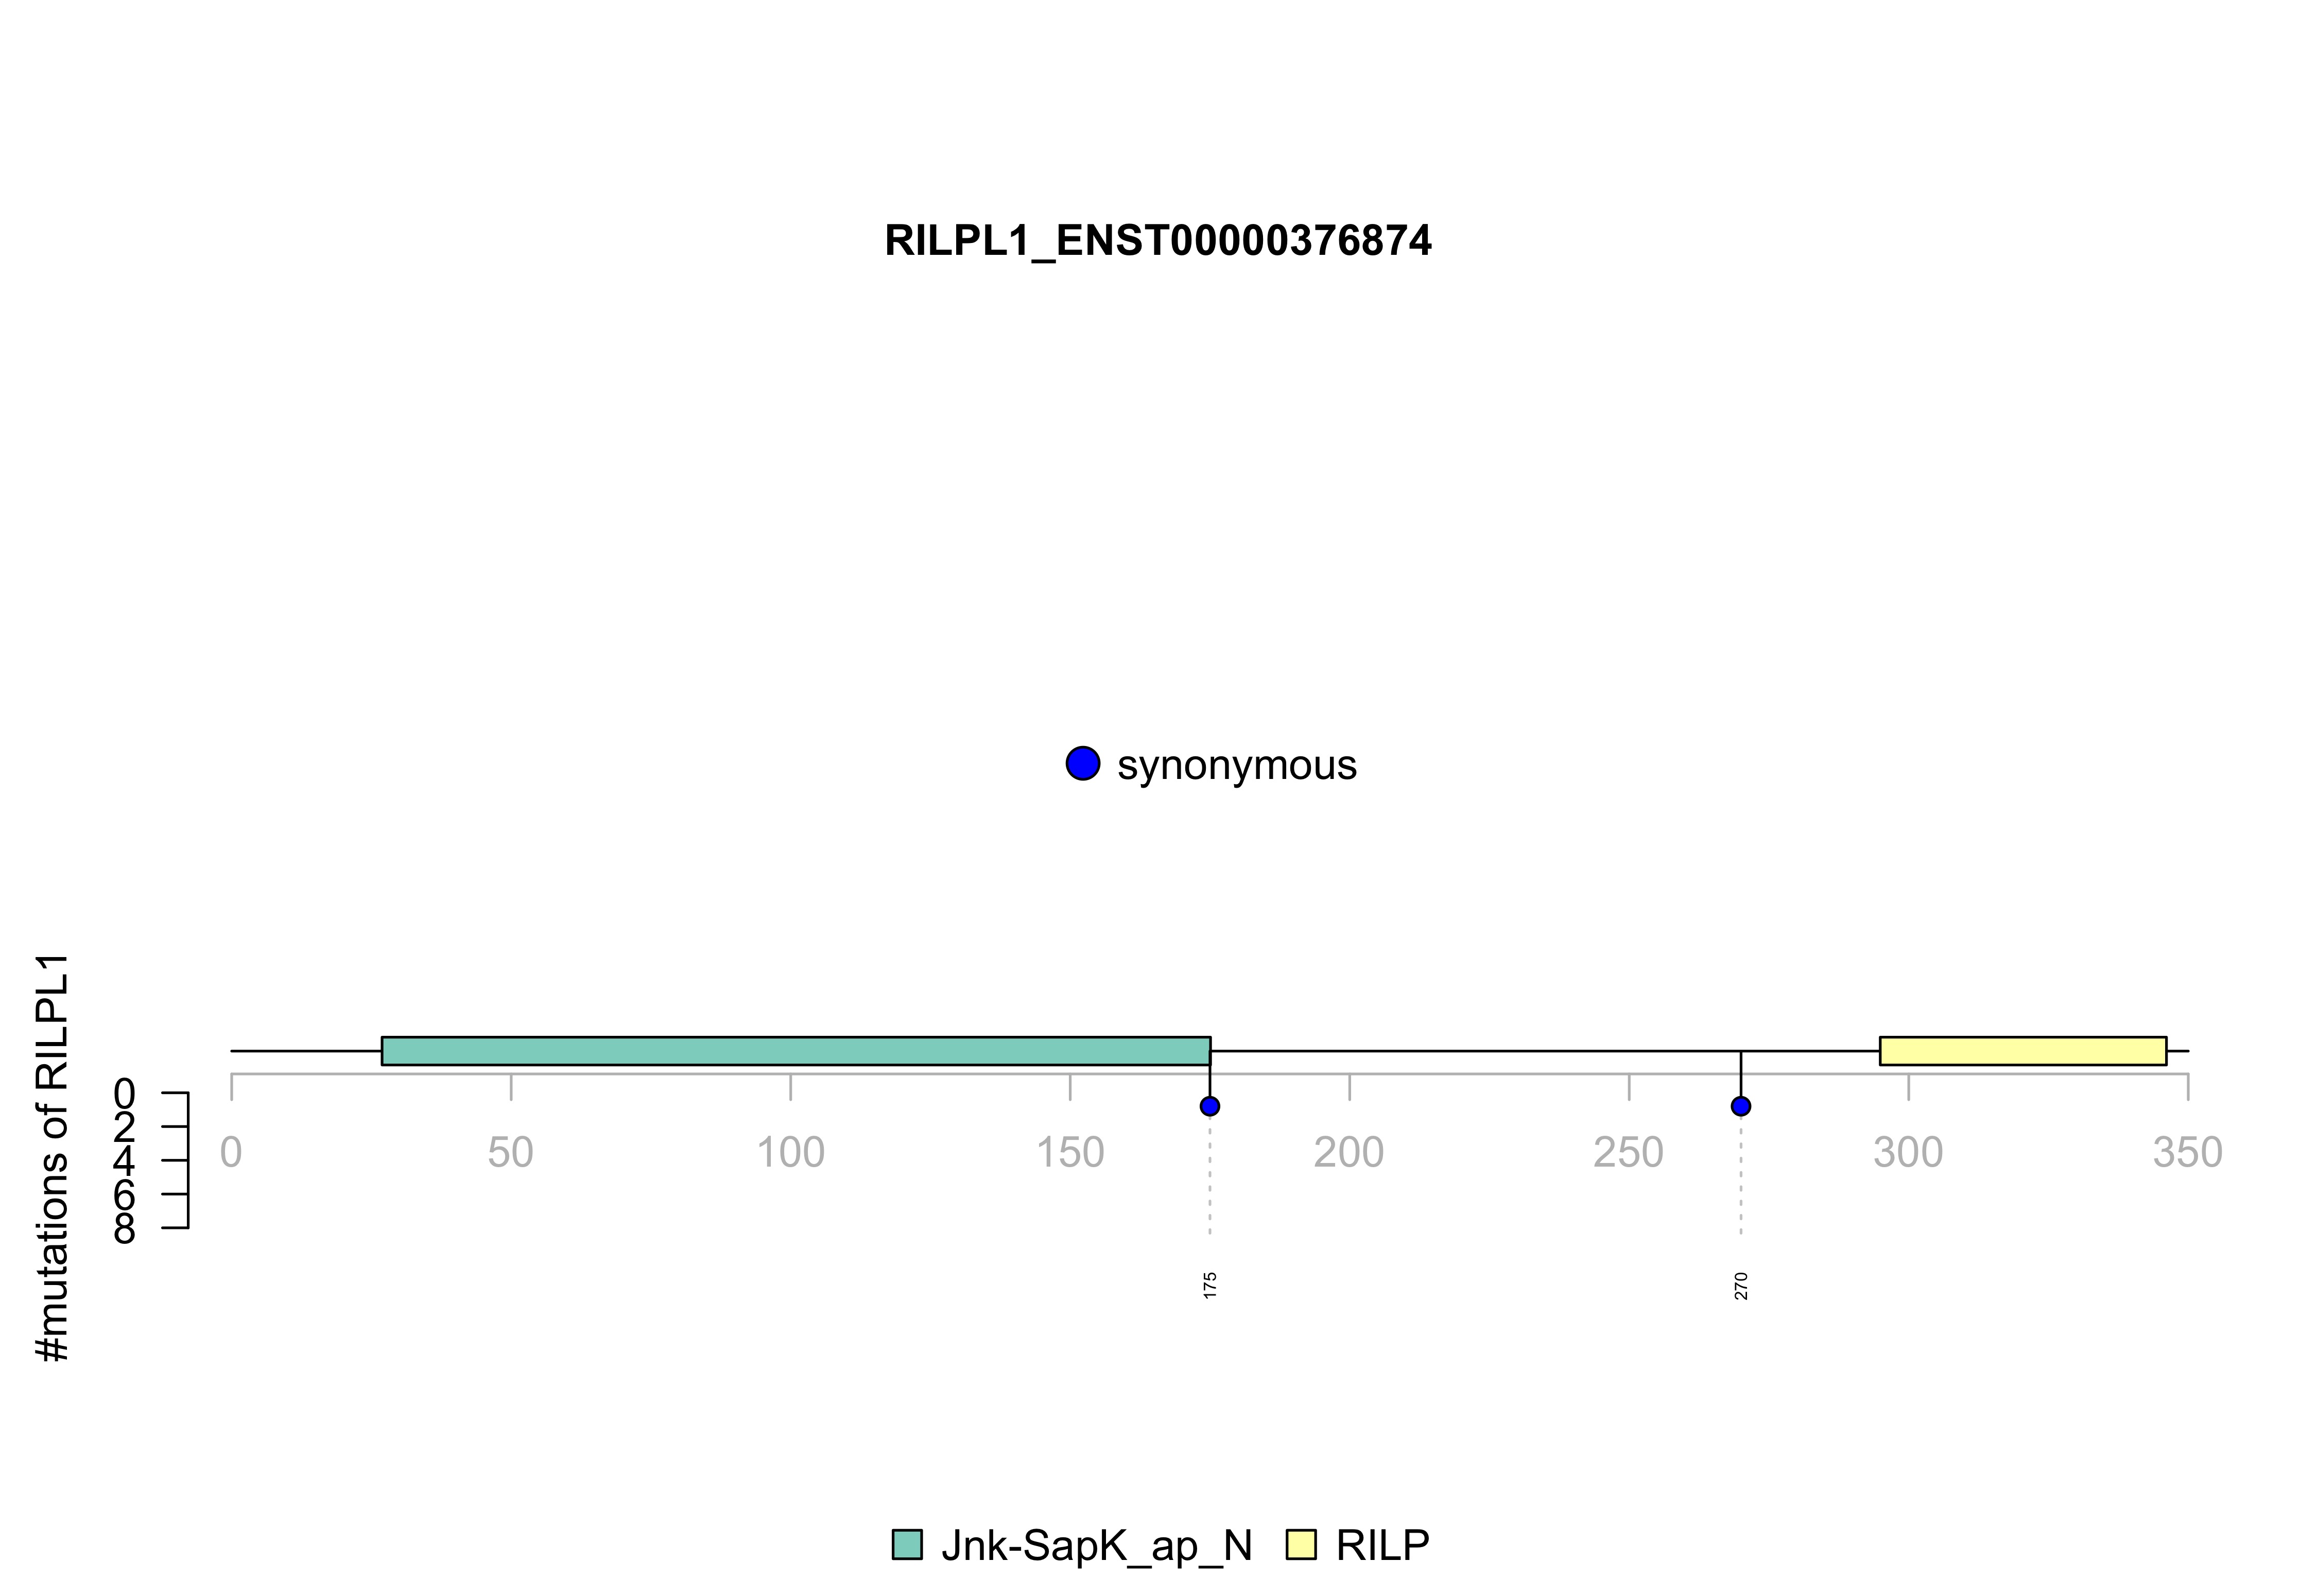 RILPL1_ENST00000376874
synonymous
#mutations of RILPL1
0
2
4
6
8
0 50 100 150 200 250 300 350
175 270
Jnk-SapK_ap_N RILP